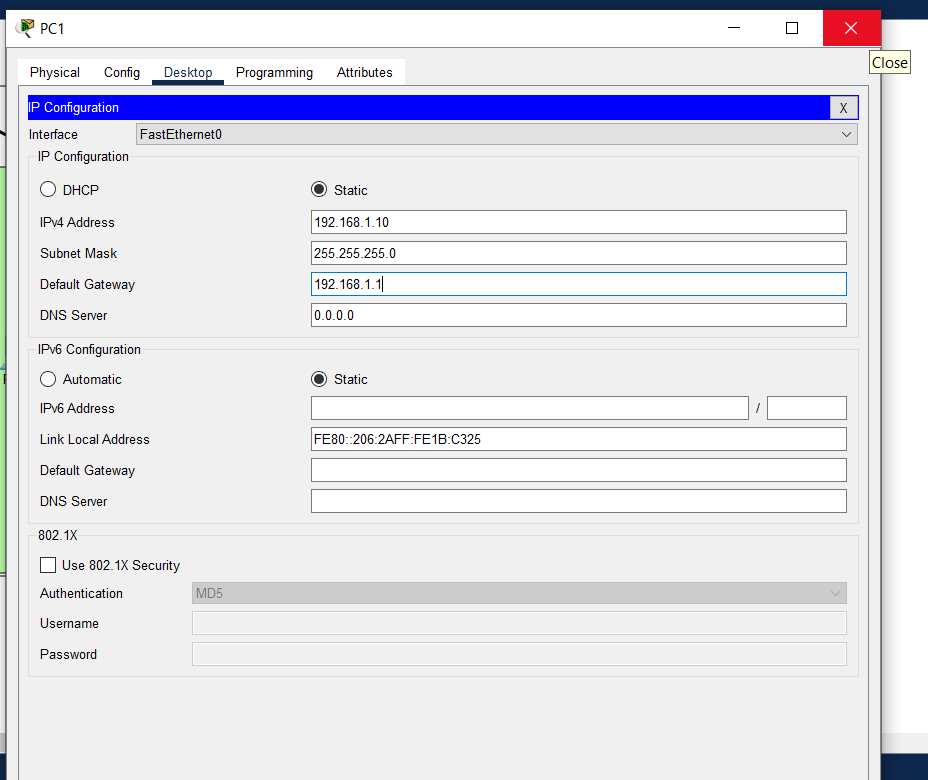 PC1
Close
Physical Config Desktop Programming Attributes
IP Configuration X
Interface FastEthernet0
IP Configuration
DHCP Static
IPv4 Address 192.168.1.10
Subnet Mask 255.255.255.0
Default Gateway 192.168.1.1
DNS Server 0.0.0.0
IPv6 Configuration
Automatic Static
IPv6 Address /
Link Local Address FE80::206:2AFF:FE1B:C325
Default Gateway
DNS Server
802.1X
Use 802.1X Security
Authentication MD5
Username
Password